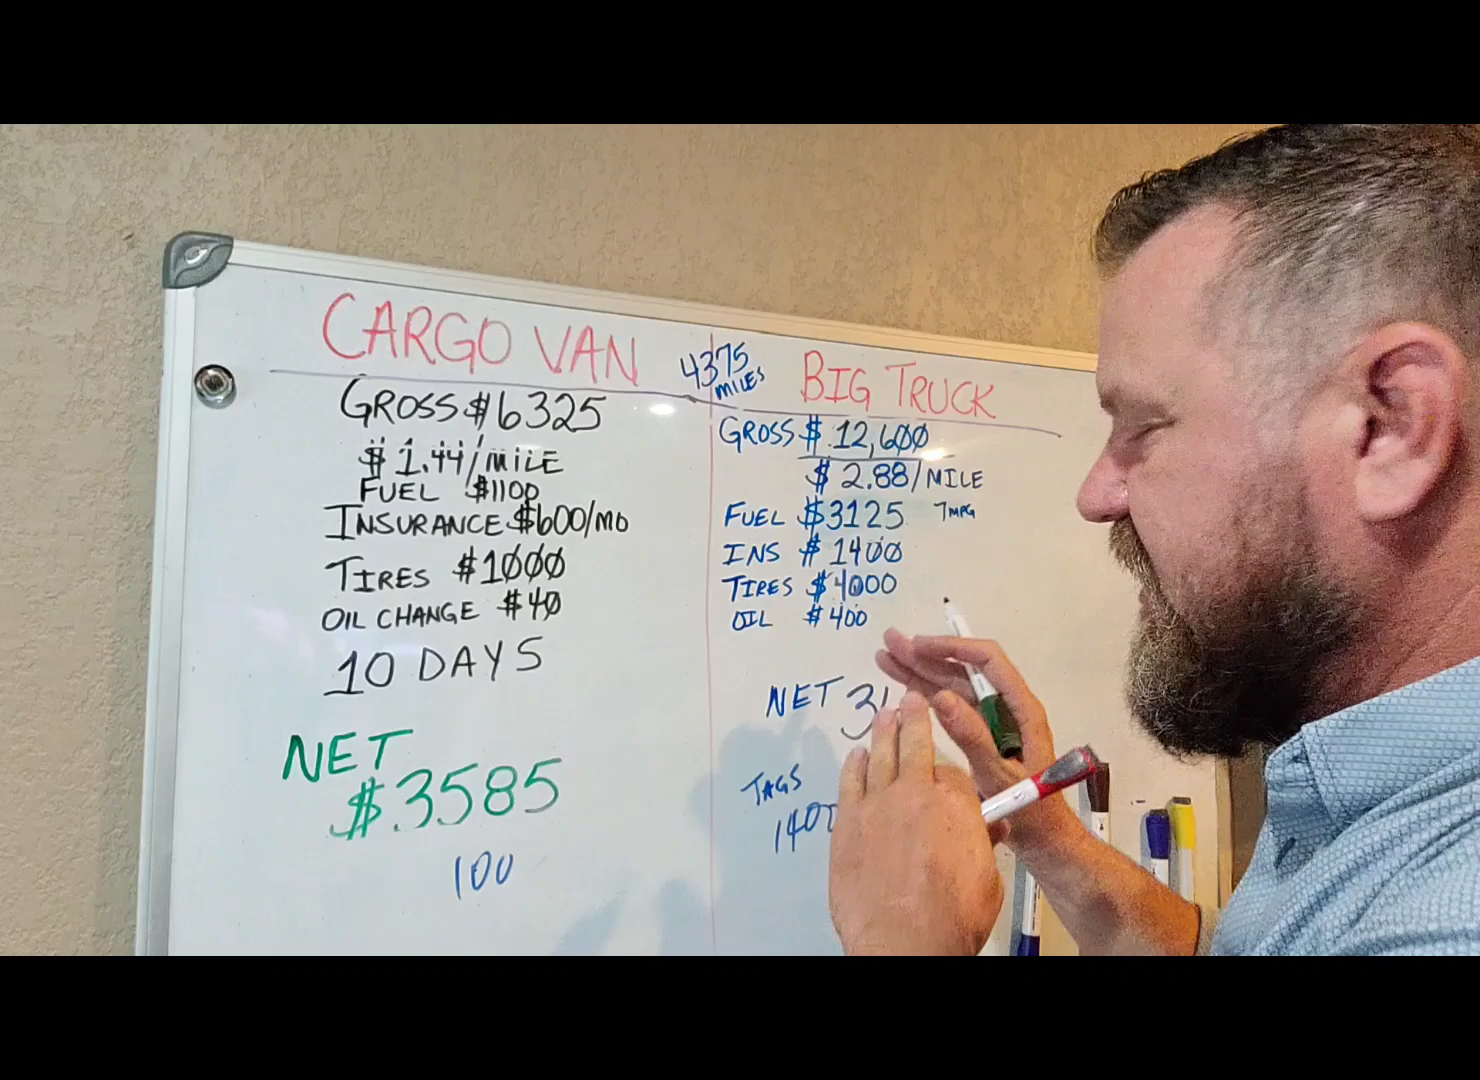 CARGO VAN
GROSS $6325
$1.44/MILE
FUEL $1100
INSURANCE $600/MO
TIRES $1000
OIL CHANGE $40
10 DAYS
NET
$3585
100
4375
MILES
BIG TRUCK
GROSS $12,600
$2.88/MILE
FUEL $3125 7MPG
INS $1400
TIRES $4000
OIL $400
NET
TAGS